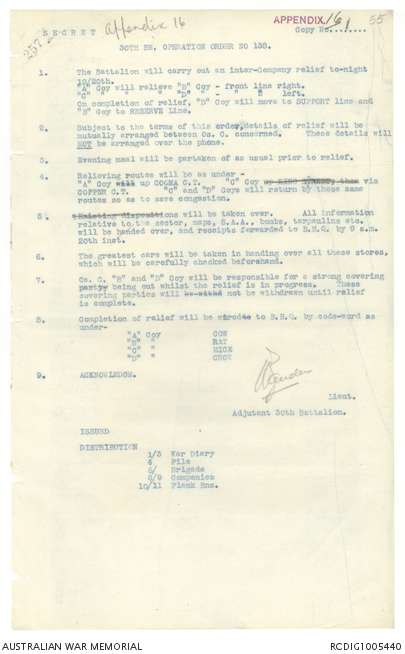 SECRET
Appendix 16
APPENDIX 16
55
Copy No........
257
30TH BN. OPERATION ORDER NO 138.
1. The Battalion will carry out an inter-Company relief to-night
19/20th.
"A" Coy will relieve "B" Coy - front line right.
"C" " " "D" " - " " left.
On completion of relief, "D" Coy will move to SUPPORT line and
"B" Coy to RESERVE line.
2. Subject to the terms of this order, details of relief will be
mutually arranged between Os. C. concerned. These details will
NOT be arranged over the phone.
3. Evening meal will be partaken of as usual prior to relief.
4. Relieving routes will be as under -
"A" Coy will up COOMA C.T. "C" Coy via
COPPER C.T. "C" and "D" Coys will return by these same
routes so as to save congestion.
5. Existing dispositions will be taken over. All information
relative to the sector, maps, S.A.A., bombs, tarpaulins etc.
will be handed over, and receipts forwarded to B.H.Q. by 9 a.m.
20th inst.
6. The greatest care will be taken in handing over all these stores,
which will be carefully checked beforehand.
7. Os. C. "B" and "D" Coy will be responsible for a strong covering
party being out whilst the relief is in progress. These
covering parties will not be withdrawn until relief
is complete.
8. Completion of relief will be wired to B.H.Q. by code-word as
under-
"A" Coy COW
"B" " RAT
"C" " MICE
"D" " CROW
9. ACKNOWLEDGE.
Lieut.
Adjutant 30th Battalion.
ISSUED
DISTRIBUTION
1/3 War Diary
4 File
5/ Brigade
6/9 Companies
10/11 Flank Bns.
AUSTRALIAN WAR MEMORIAL
RCDIG1005440